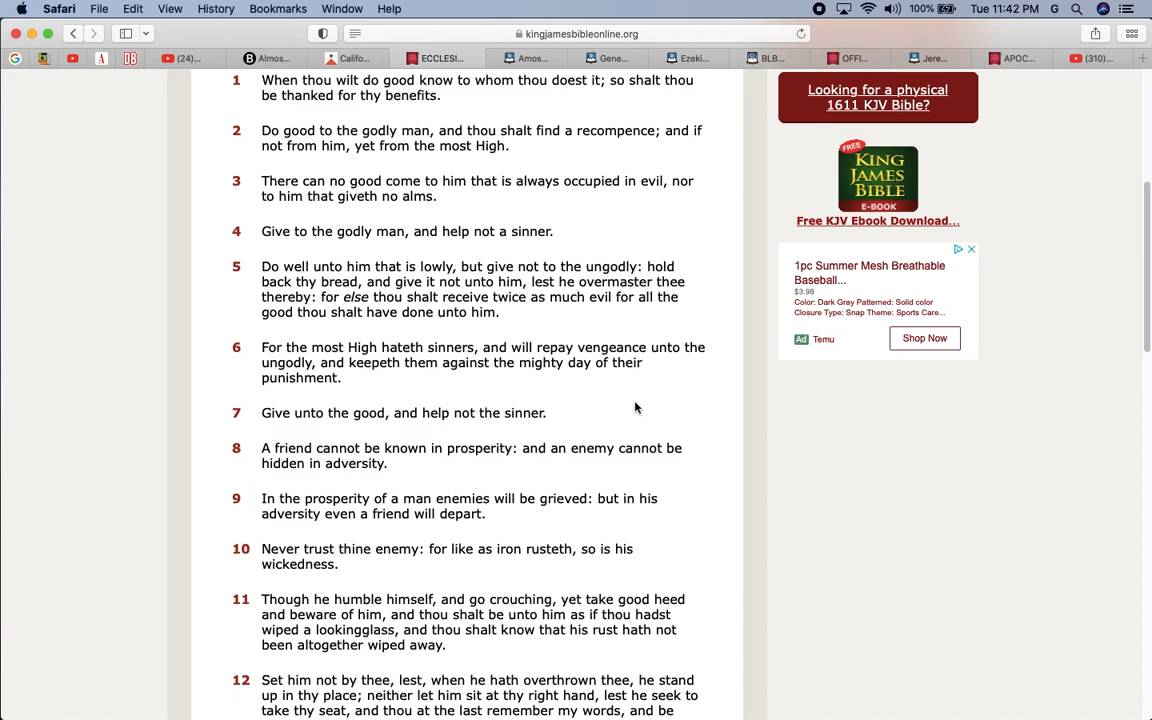 Safari File Edit View History Bookmarks Window Help 100% Tue 11:42 PM G
kingjamesbibleonline.org
(24)... Almos... Califo... ECCLESI... Amos... Gene... Ezeki... BLB... OFFI... Jere... APOC... (310)...
1 When thou wilt do good know to whom thou doest it; so shalt thou
be thanked for thy benefits.
2 Do good to the godly man, and thou shalt find a recompence; and if
not from him, yet from the most High.
3 There can no good come to him that is always occupied in evil, nor
to him that giveth no alms.
4 Give to the godly man, and help not a sinner.
5 Do well unto him that is lowly, but give not to the ungodly: hold
back thy bread, and give it not unto him, lest he overmaster thee
thereby: for else thou shalt receive twice as much evil for all the
good thou shalt have done unto him.
6 For the most High hateth sinners, and will repay vengeance unto the
ungodly, and keepeth them against the mighty day of their
punishment.
7 Give unto the good, and help not the sinner.
8 A friend cannot be known in prosperity: and an enemy cannot be
hidden in adversity.
9 In the prosperity of a man enemies will be grieved: but in his
adversity even a friend will depart.
10 Never trust thine enemy: for like as iron rusteth, so is his
wickedness.
11 Though he humble himself, and go crouching, yet take good heed
and beware of him, and thou shalt be unto him as if thou hadst
wiped a lookingglass, and thou shalt know that his rust hath not
been altogether wiped away.
12 Set him not by thee, lest, when he hath overthrown thee, he stand
up in thy place; neither let him sit at thy right hand, lest he seek to
take thy seat, and thou at the last remember my words, and be
Looking for a physical
1611 KJV Bible?
FREE
KING
JAMES
BIBLE
E-BOOK
Free KJV Ebook Download...
1pc Summer Mesh Breathable
Baseball...
$3.98
Color: Dark Gray Patterned: Solid color
Closure Type: Snap Theme: Sports Care...
Ad Temu
Shop Now